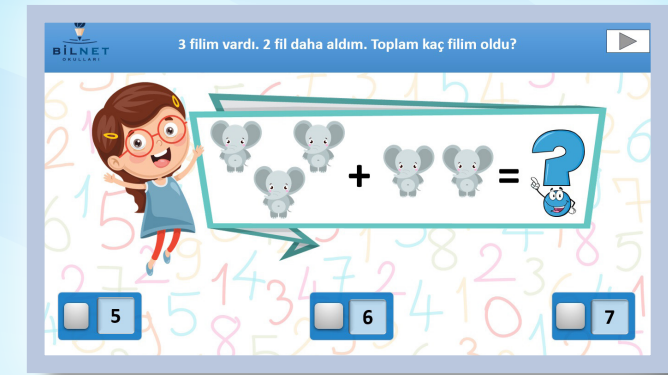 BİLNET
OKULLARI
3 filim vardı. 2 fil daha aldım. Toplam kaç filim oldu?
+ = ?
5
6
7